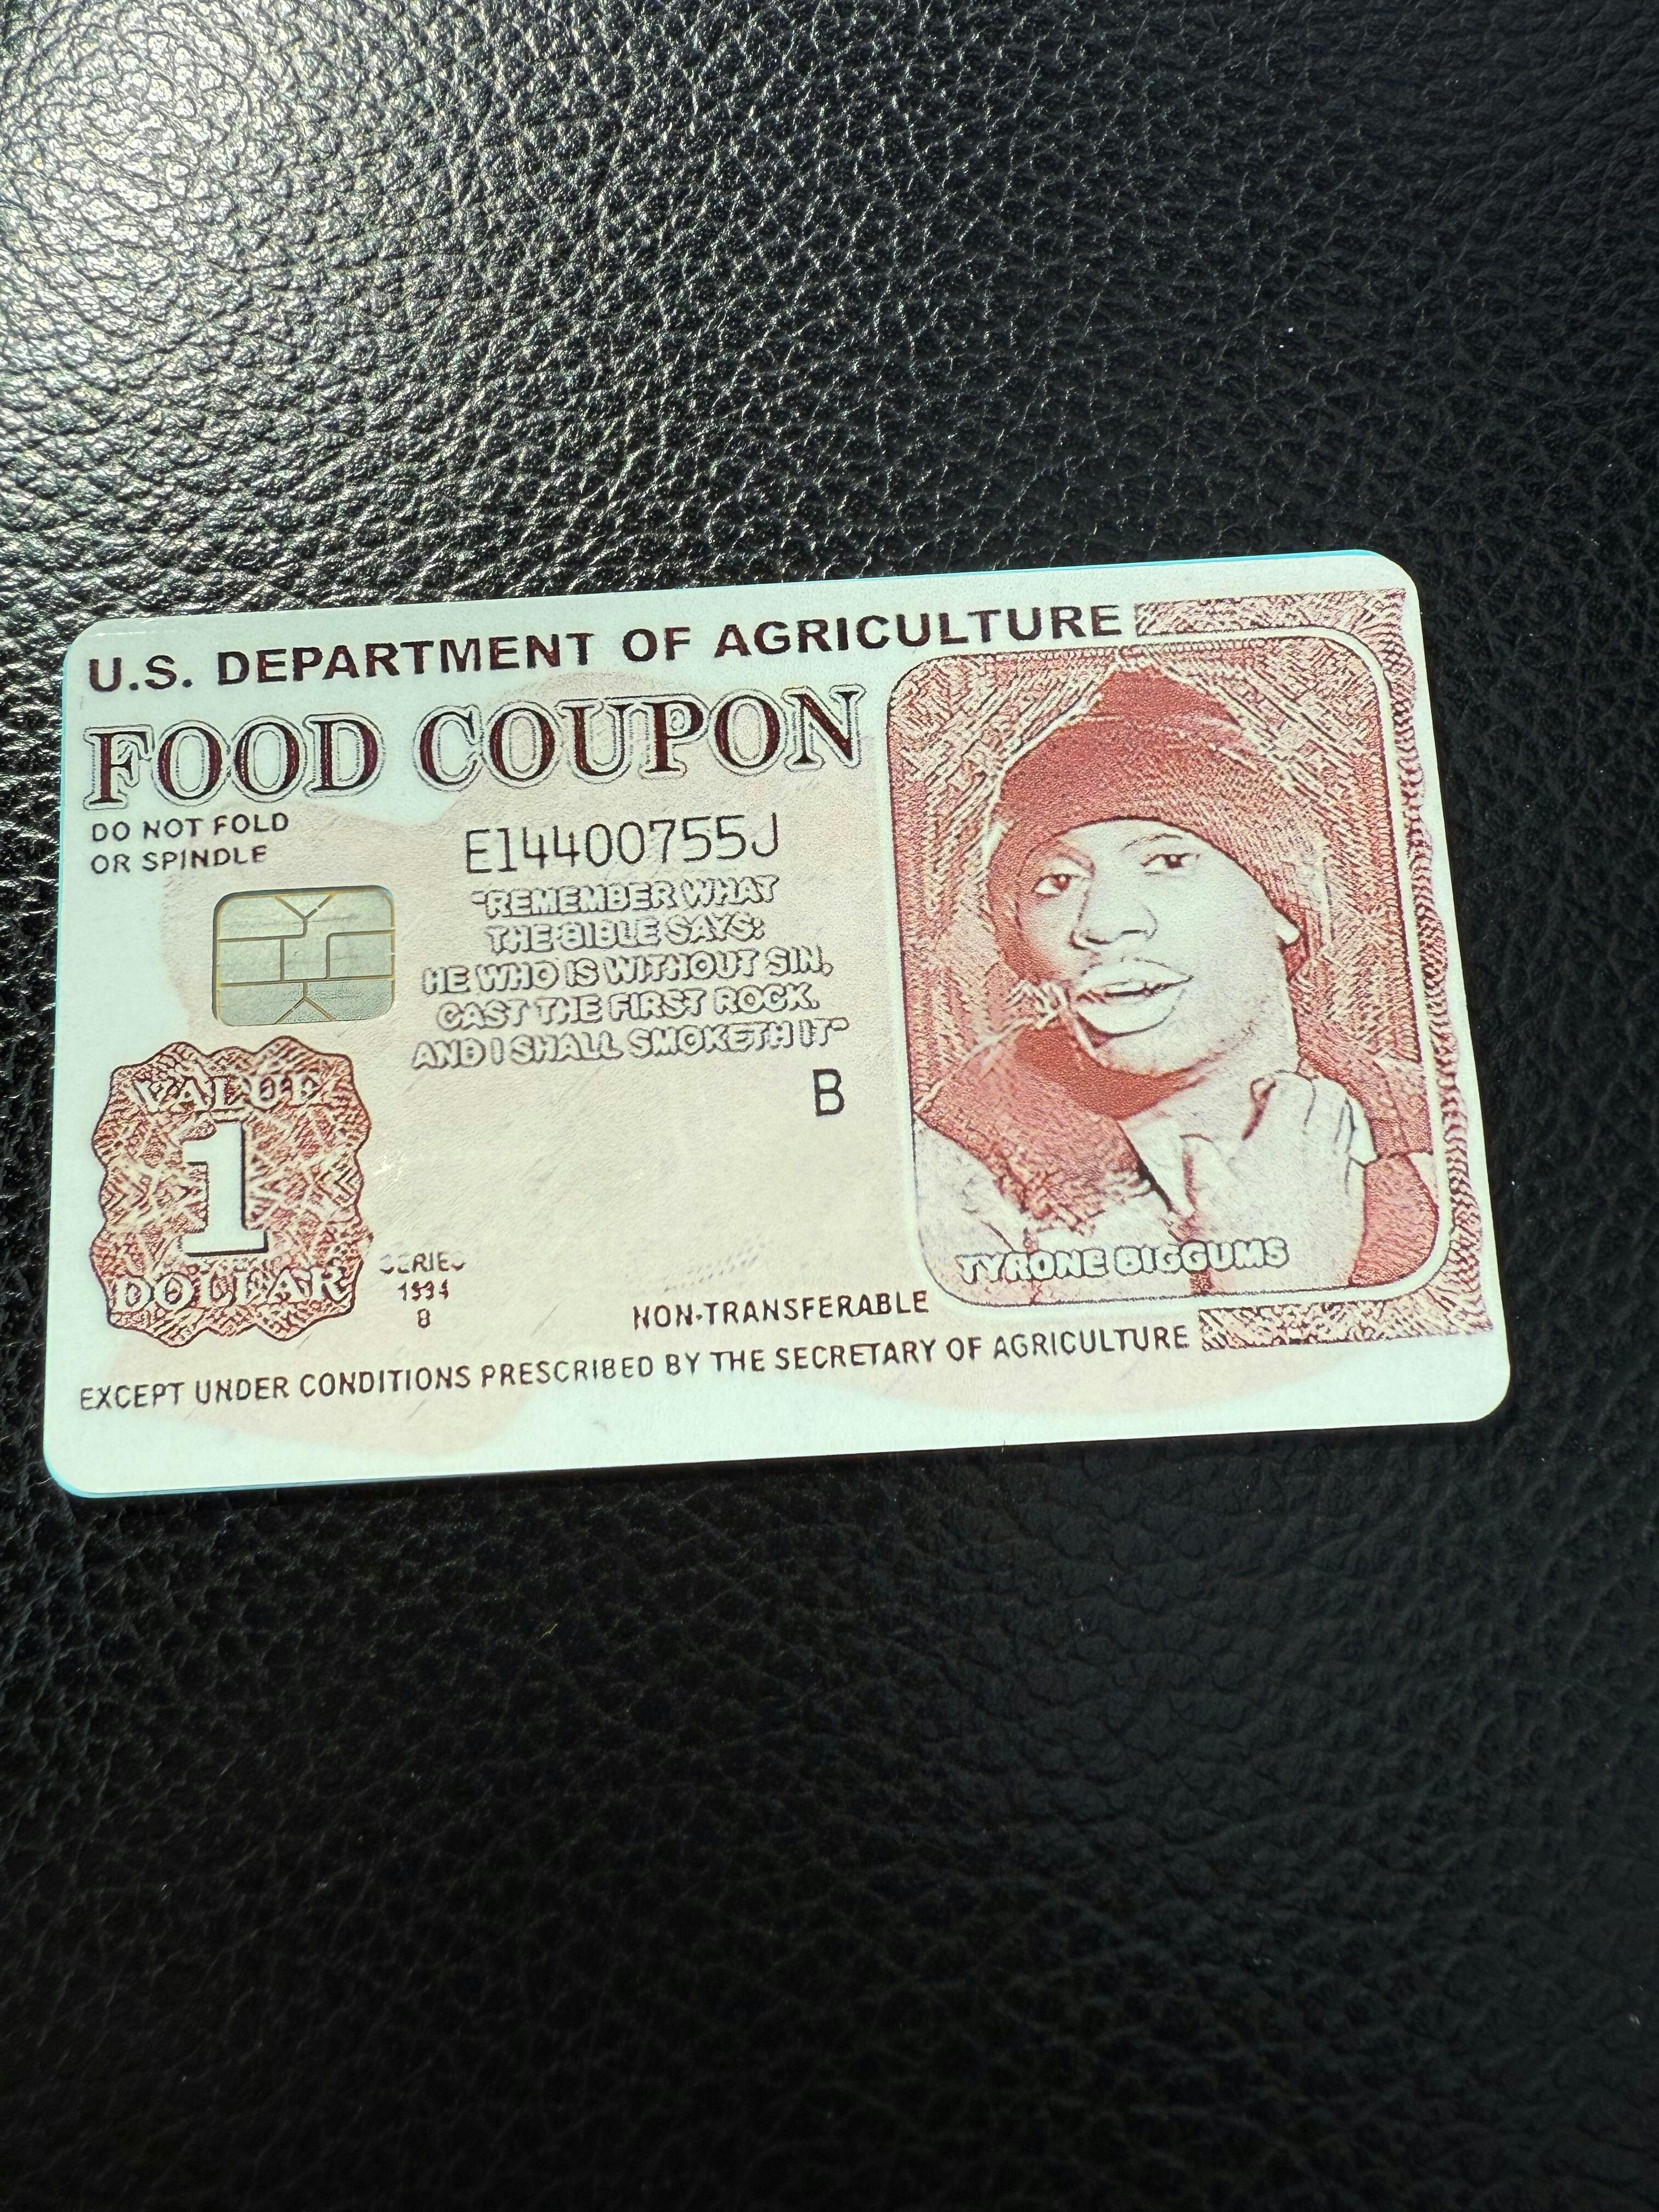 U.S. DEPARTMENT OF AGRICULTURE
FOOD COUPON
DO NOT FOLD
OR SPINDLE
E14400755J
"REMEMBER WHAT
THE BIBLE SAYS:
HE WHO IS WITHOUT SIN,
CAST THE FIRST ROCK.
AND I SHALL SMOKETH IT"
B
VALUE
1
DOLLAR
SERIES
1994
B
TYRONE BIGGUMS
NON-TRANSFERABLE
EXCEPT UNDER CONDITIONS PRESCRIBED BY THE SECRETARY OF AGRICULTURE